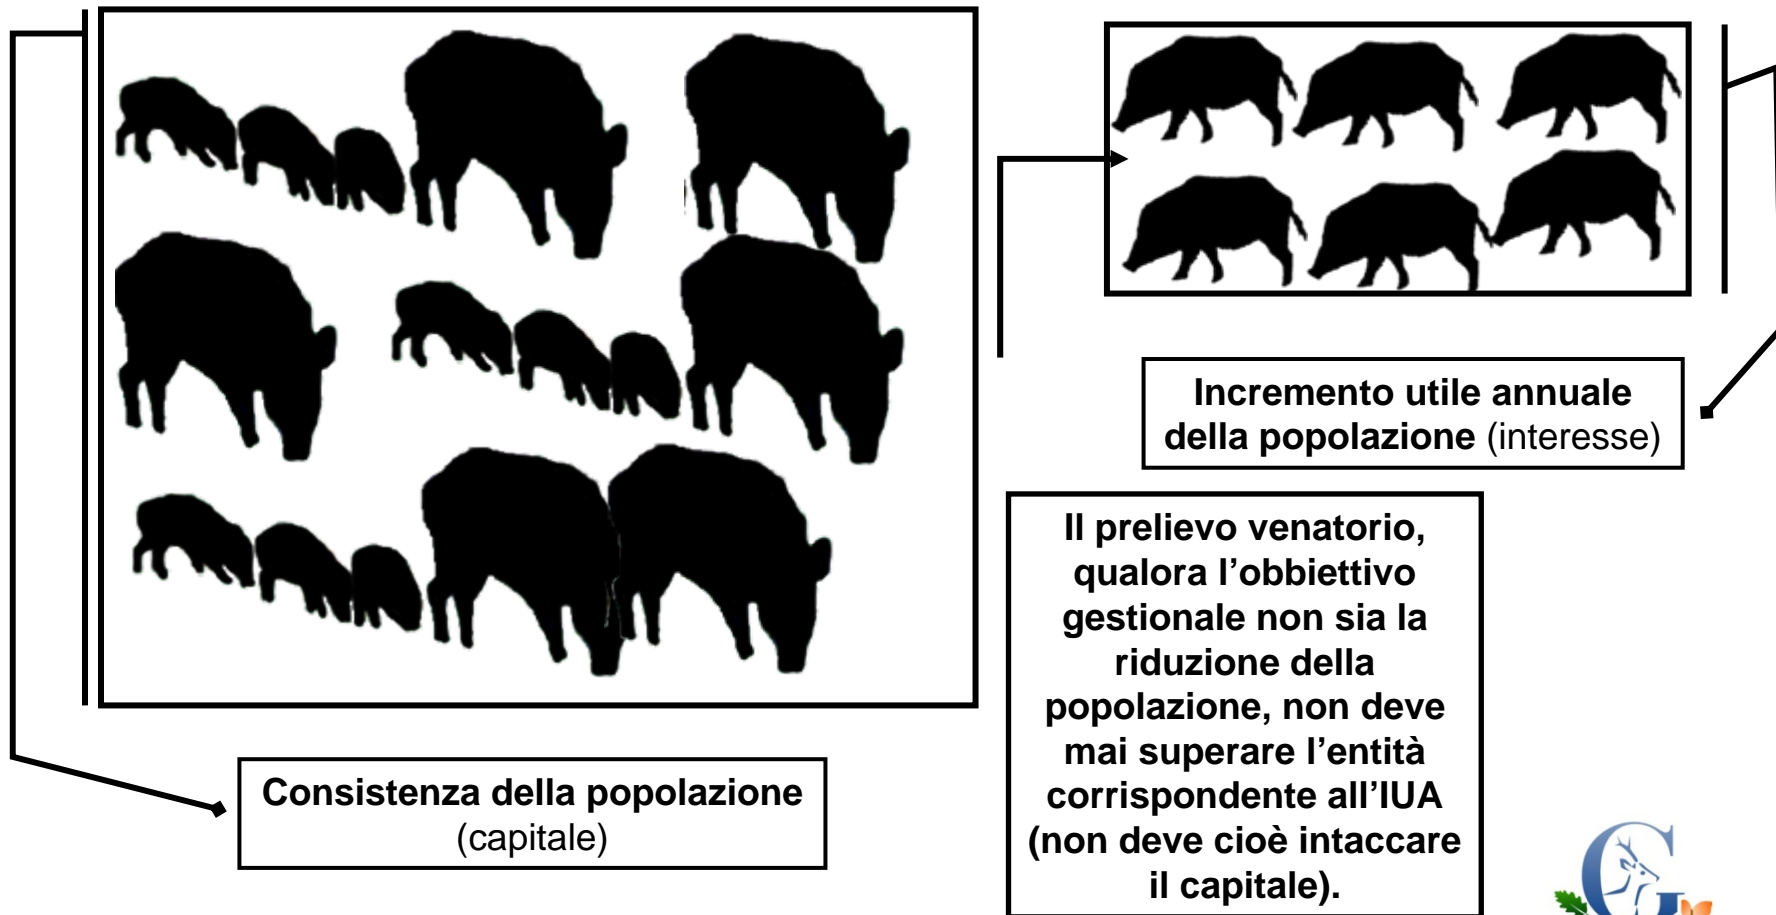 Incremento utile annuale
della popolazione (interesse)
Il prelievo venatorio,
qualora l’obbiettivo
gestionale non sia la
riduzione della
popolazione, non deve
mai superare l’entità
corrispondente all’IUA
(non deve cioè intaccare
il capitale).
Consistenza della popolazione
(capitale)